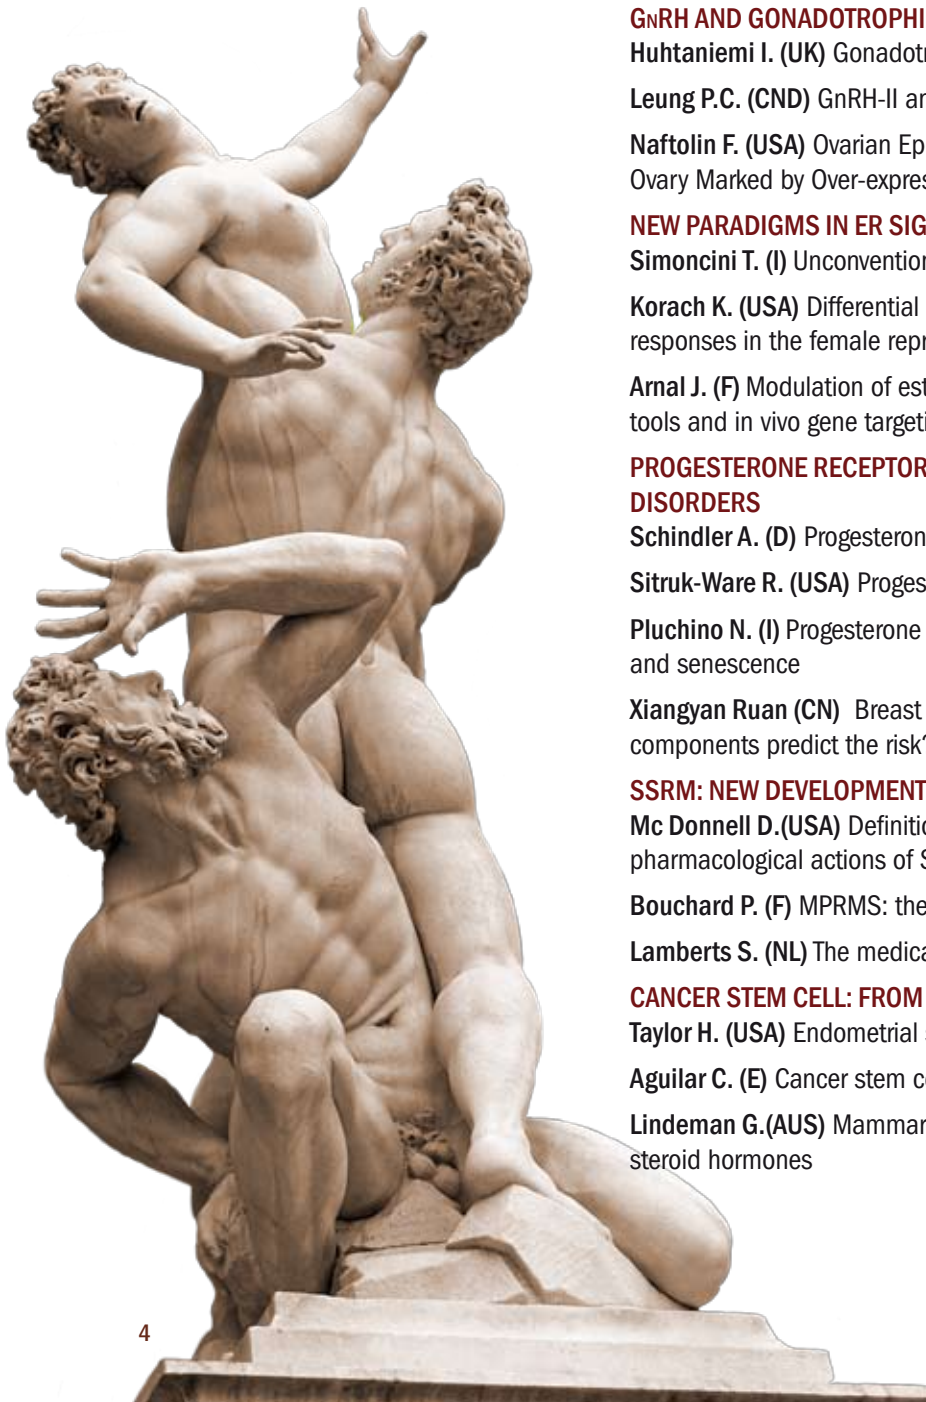 GnRH AND GONADOTROPHI
Huhtaniemi I. (UK) Gonadot
Leung P.C. (CND) GnRH-II an
Naftolin F. (USA) Ovarian Ep
Ovary Marked by Over-expres
NEW PARADIGMS IN ER SIG
Simoncini T. (I) Unconvention
Korach K. (USA) Differential
responses in the female repr
Arnal J. (F) Modulation of est
tools and in vivo gene targeti
PROGESTERONE RECEPTOR
DISORDERS
Schindler A. (D) Progesteron
Sitruk-Ware R. (USA) Proges
Pluchino N. (I) Progesterone
and senescence
Xiangyan Ruan (CN) Breast
components predict the risk?
SSRM: NEW DEVELOPMENT
Mc Donnell D.(USA) Definitio
pharmacological actions of S
Bouchard P. (F) MPRMS: the
Lamberts S. (NL) The medica
CANCER STEM CELL: FROM
Taylor H. (USA) Endometrial s
Aguilar C. (E) Cancer stem ce
Lindeman G.(AUS) Mammar
steroid hormones
4